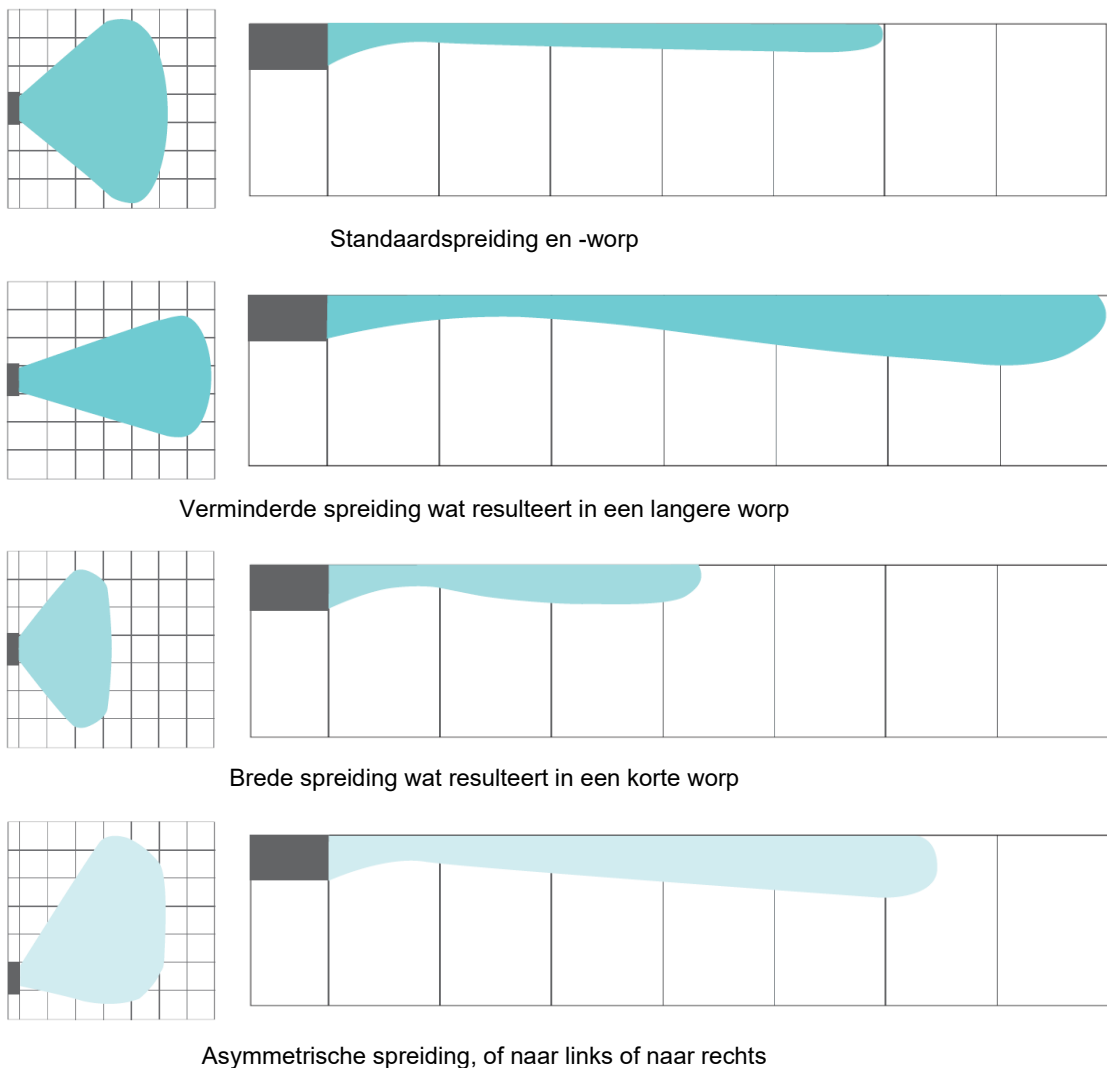 Standaardspreiding en -worp
Verminderde spreiding wat resulteert in een langere worp
Brede spreiding wat resulteert in een korte worp
Asymmetrische spreiding, of naar links of naar rechts